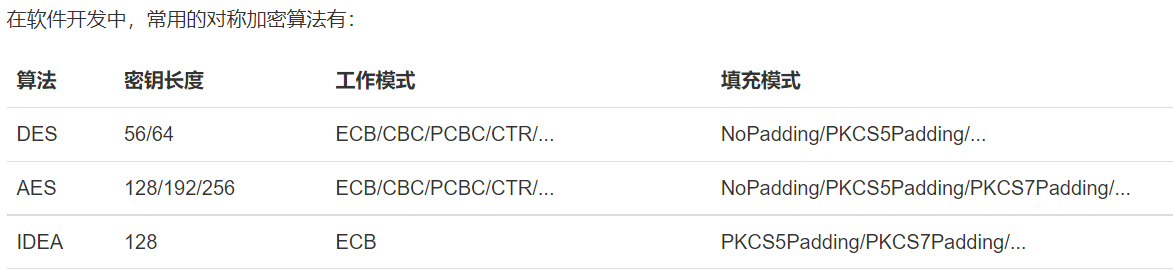 在软件开发中，常用的对称加密算法有：
算法 密钥长度 工作模式 填充模式
DES 56/64 ECB/CBC/PCBC/CTR/... NoPadding/PKCS5Padding/...
AES 128/192/256 ECB/CBC/PCBC/CTR/... NoPadding/PKCS5Padding/PKCS7Padding/...
IDEA 128 ECB PKCS5Padding/PKCS7Padding/...